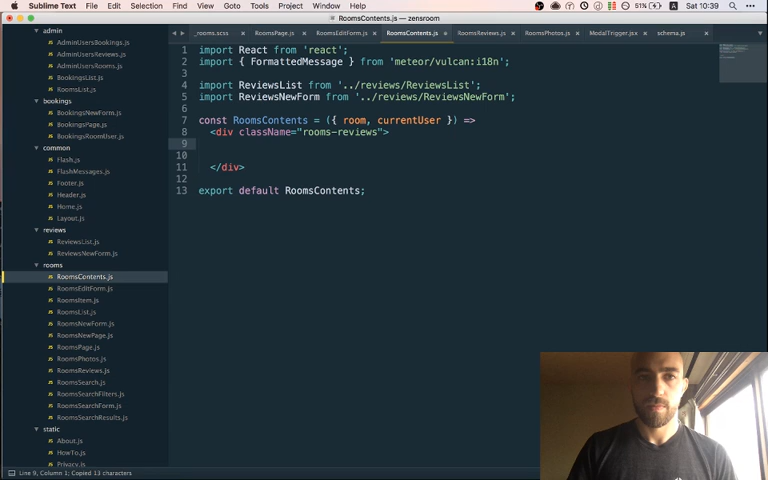 Sublime Text File Edit Selection Find View Goto Tools Project Window Help
51% Sat 10:39
RoomsContents.js — zensroom
_rooms.scss RoomsPage.js RoomsEditForm.js RoomsContents.js RoomsReviews.js RoomsPhotos.js ModalTrigger.jsx schema.js
admin
AdminUsersBookings.js
AdminUsersReviews.js
AdminUsersRooms.js
BookingsList.js
RoomsList.js
bookings
BookingsNewForm.js
BookingsPage.js
BookingsRoomUser.js
common
Flash.js
FlashMessages.js
Footer.js
Header.js
Home.js
Layout.js
reviews
ReviewsList.js
ReviewsNewForm.js
rooms
RoomsContents.js
RoomsEditForm.js
RoomsItem.js
RoomsList.js
RoomsNewForm.js
RoomsNewPage.js
RoomsPage.js
RoomsPhotos.js
RoomsReviews.js
RoomsSearch.js
RoomsSearchFilters.js
RoomsSearchForm.js
RoomsSearchResults.js
static
About.js
HowTo.js
Privacy.js
1 import React from 'react';
2 import { FormattedMessage } from 'meteor/vulcan:i18n';
3
4 import ReviewsList from '../reviews/ReviewsList';
5 import ReviewsNewForm from '../reviews/ReviewsNewForm';
6
7 const RoomsContents = ({ room, currentUser }) =>
8 <div className="rooms-reviews">
9
10
11 </div>
12
13 export default RoomsContents;
Line 9, Column 1; Copied 13 characters